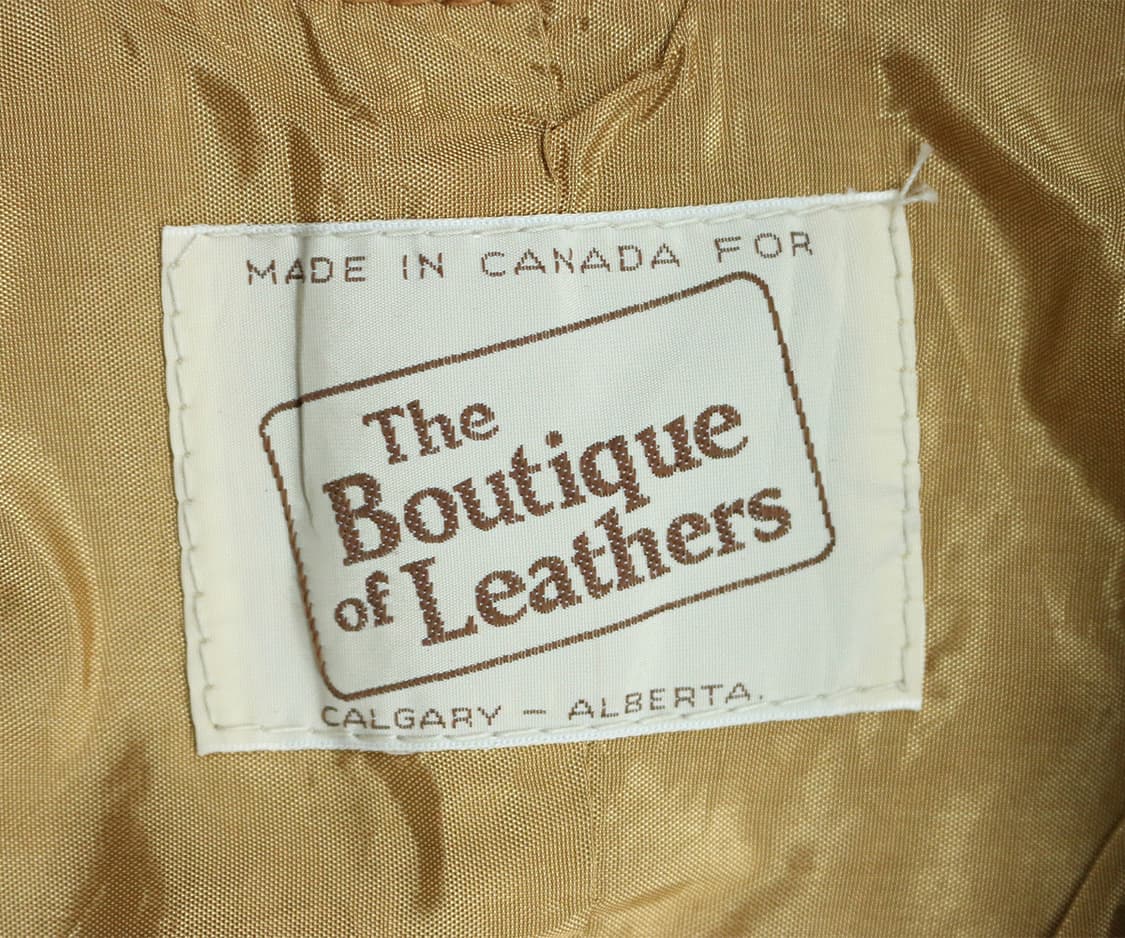 MADE IN CANADA FOR
The
Boutique
of Leathers
CALGARY – ALBERTA.